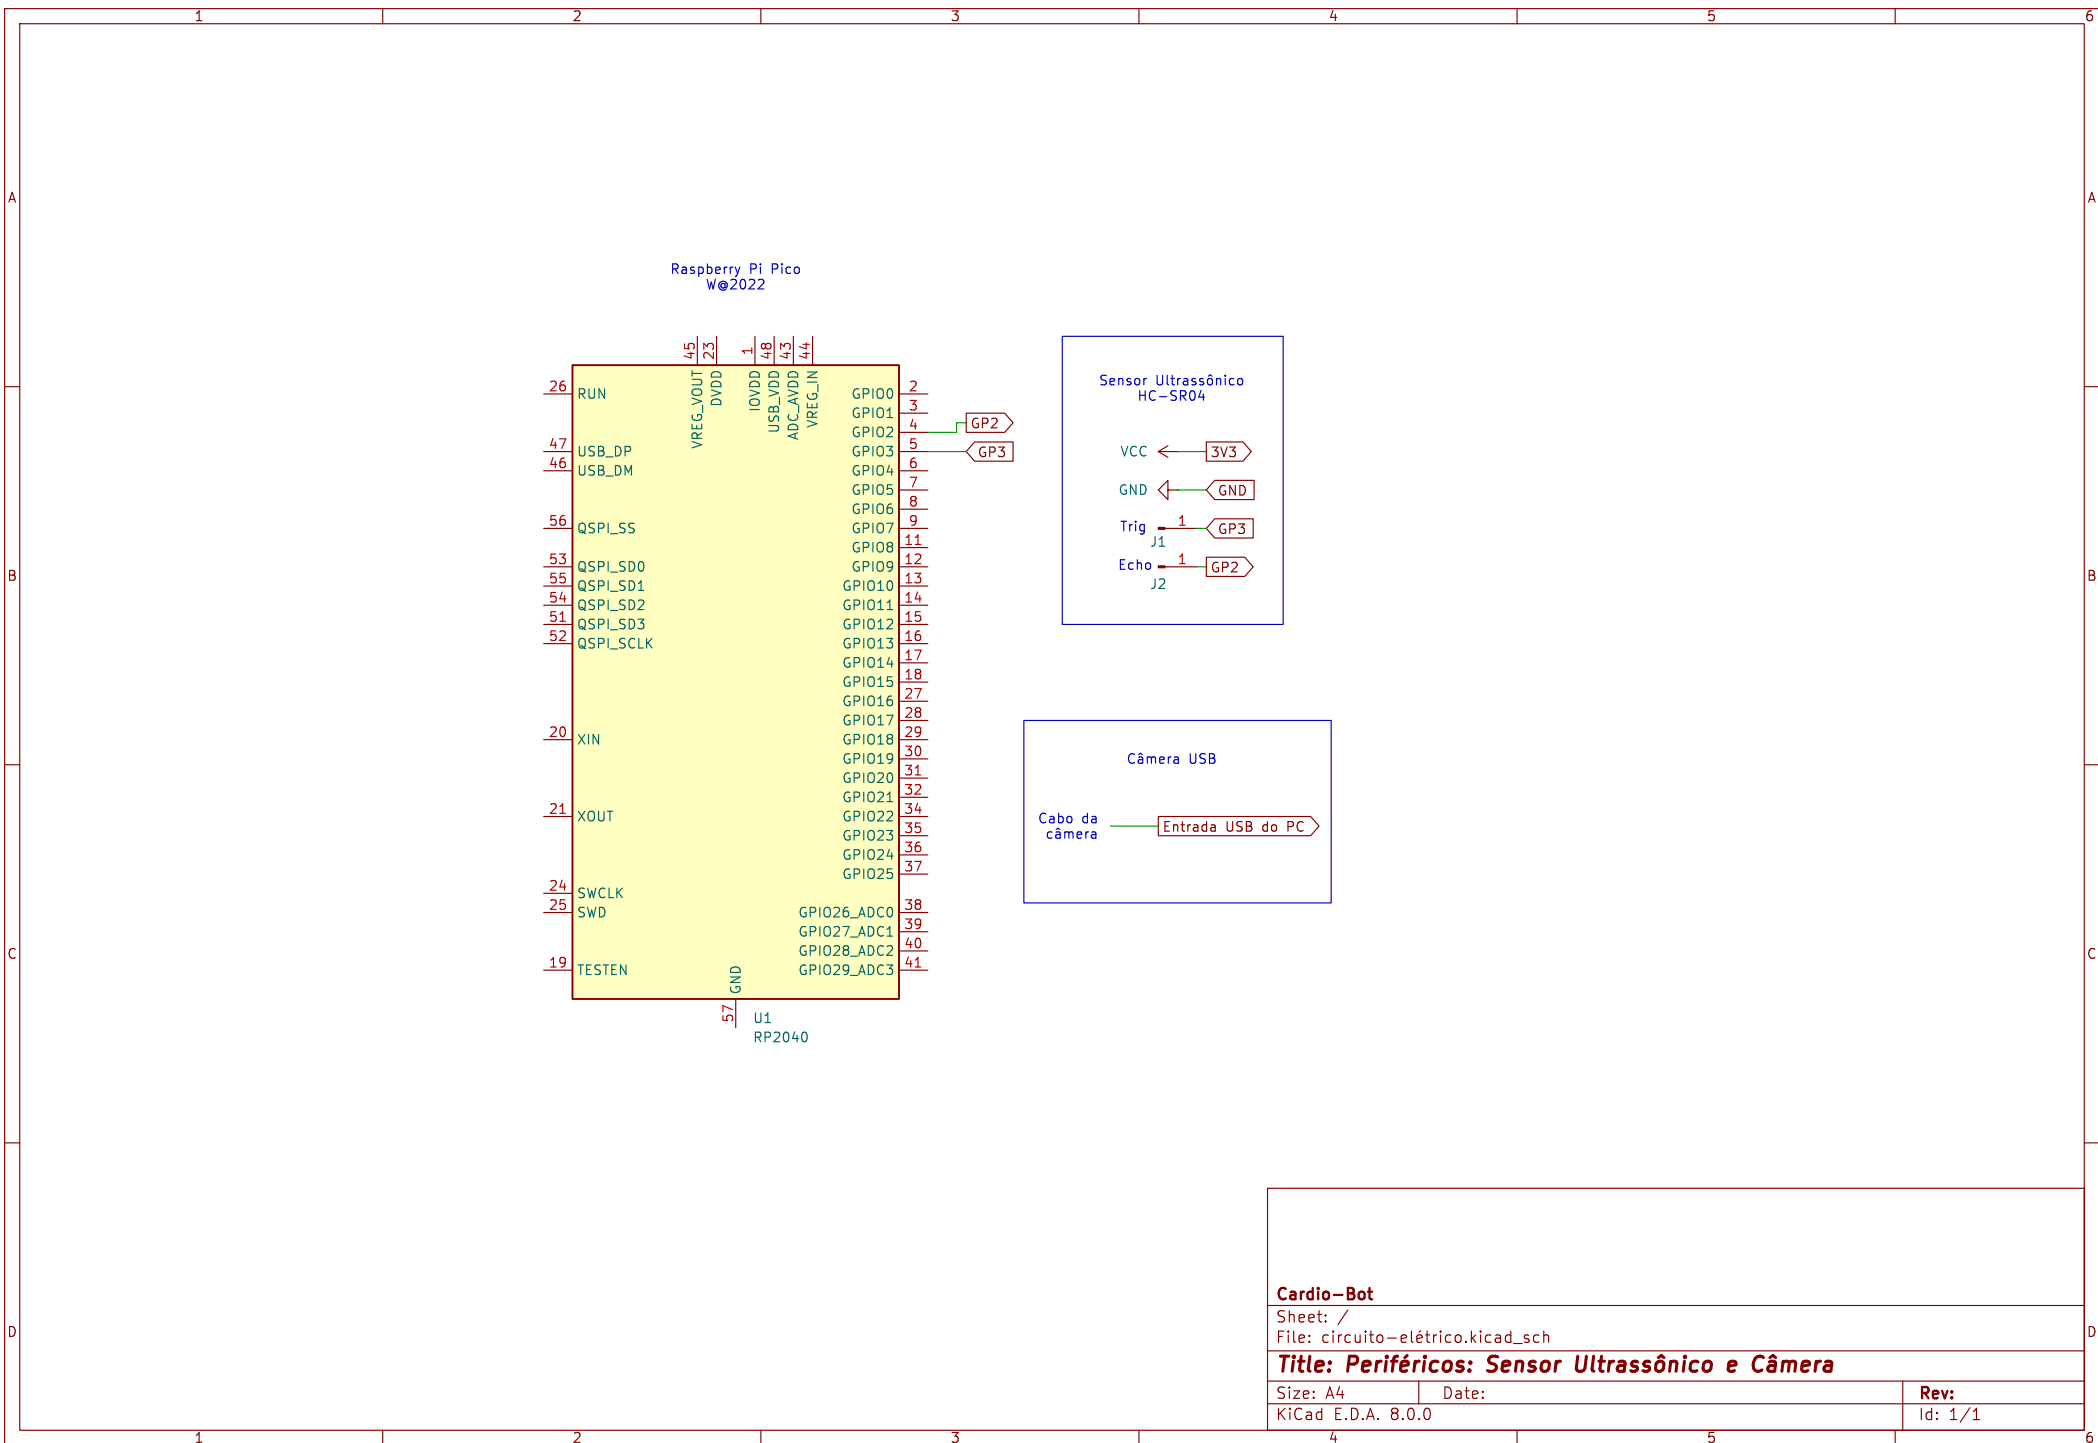 1 2 3 4 5 6
A A
Raspberry Pi Pico
W@2022
45 23 1 48 43 44
VREG_VOUT DVDD IOVDD USB_VDD ADC_AVDD VREG_IN
26 RUN
47 USB_DP
46 USB_DM
56 QSPI_SS
53 QSPI_SD0
55 QSPI_SD1
54 QSPI_SD2
51 QSPI_SD3
52 QSPI_SCLK
20 XIN
21 XOUT
24 SWCLK
25 SWD
19 TESTEN
GPIO0 2
GPIO1 3
GPIO2 4 GP2
GPIO3 5 GP3
GPIO4 6
GPIO5 7
GPIO6 8
GPIO7 9
GPIO8 11
GPIO9 12
GPIO10 13
GPIO11 14
GPIO12 15
GPIO13 16
GPIO14 17
GPIO15 18
GPIO16 27
GPIO17 28
GPIO18 29
GPIO19 30
GPIO20 31
GPIO21 32
GPIO22 34
GPIO23 35
GPIO24 36
GPIO25 37
GPIO26_ADC0 38
GPIO27_ADC1 39
GPIO28_ADC2 40
GPIO29_ADC3 41
GND
57
U1
RP2040
Sensor Ultrassônico
HC-SR04
VCC 3V3
GND GND
Trig 1 GP3
J1
Echo 1 GP2
J2
B B
Câmera USB
Cabo da
câmera
Entrada USB do PC
C C
D D
Cardio-Bot
Sheet: /
File: circuito-elétrico.kicad_sch
Title: Periféricos: Sensor Ultrassônico e Câmera
Size: A4 Date: Rev:
KiCad E.D.A. 8.0.0 Id: 1/1
1 2 3 4 5 6